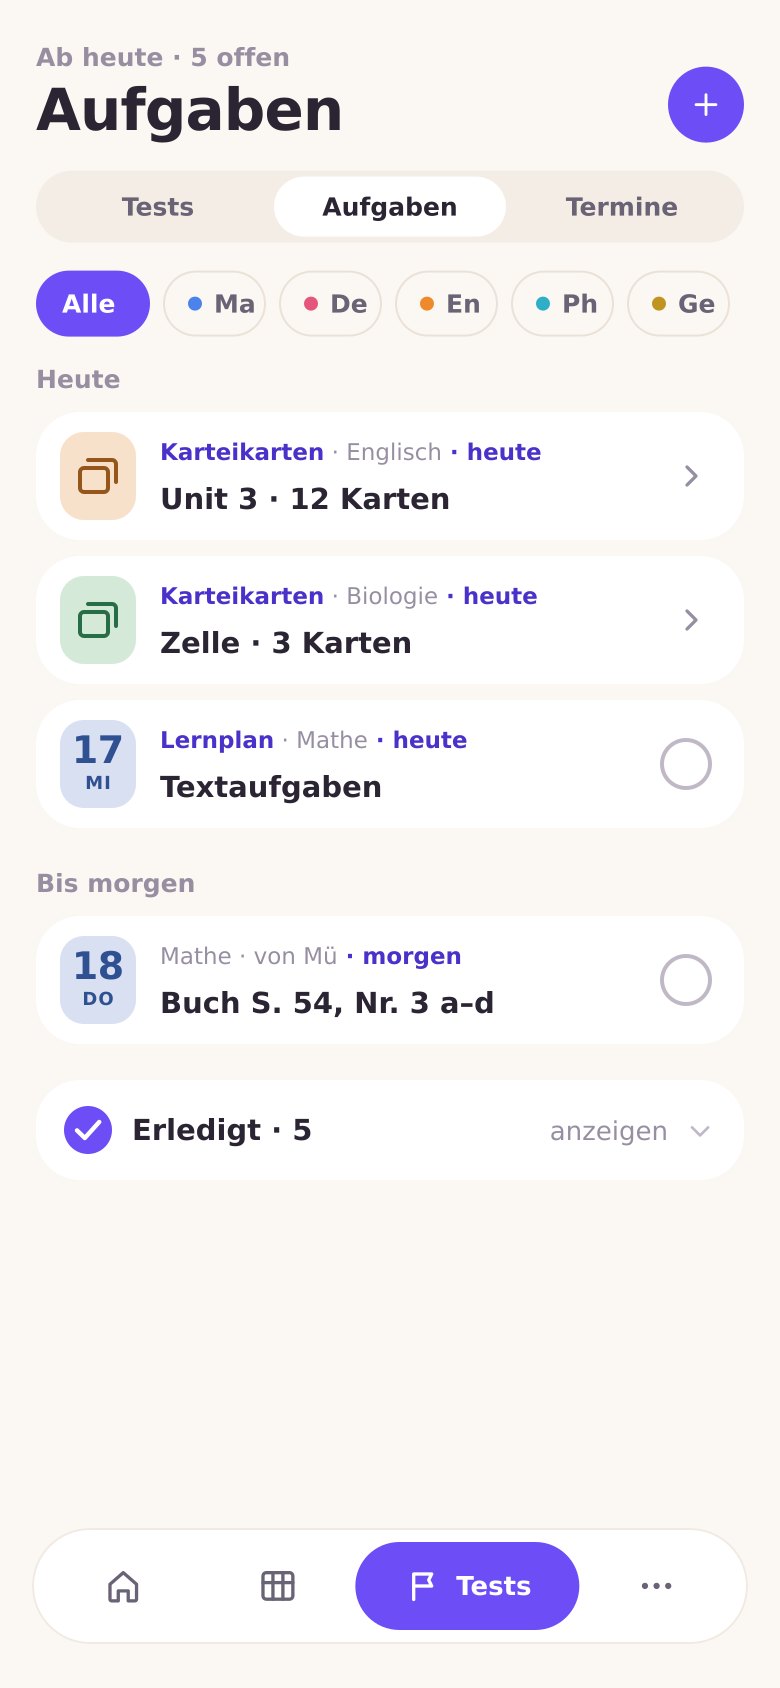 Ab heute · 5 offen
Aufgaben
Tests Aufgaben Termine
Alle Ma De En Ph Ge
Heute
Karteikarten · Englisch · heute
Unit 3 · 12 Karten
Karteikarten · Biologie · heute
Zelle · 3 Karten
17
MI
Lernplan · Mathe · heute
Textaufgaben
Bis morgen
18
DO
Mathe · von Mü · morgen
Buch S. 54, Nr. 3 a–d
Erledigt · 5 anzeigen
Tests